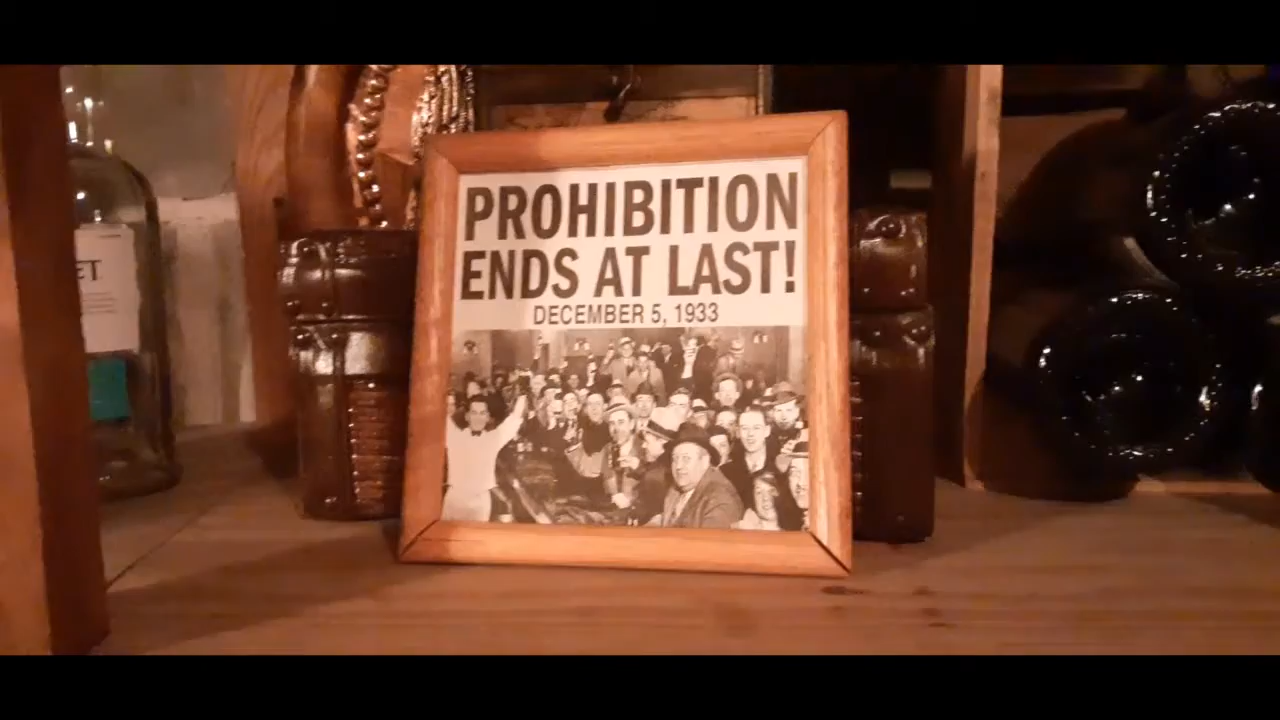 PROHIBITION
ENDS AT LAST!
DECEMBER 5, 1933